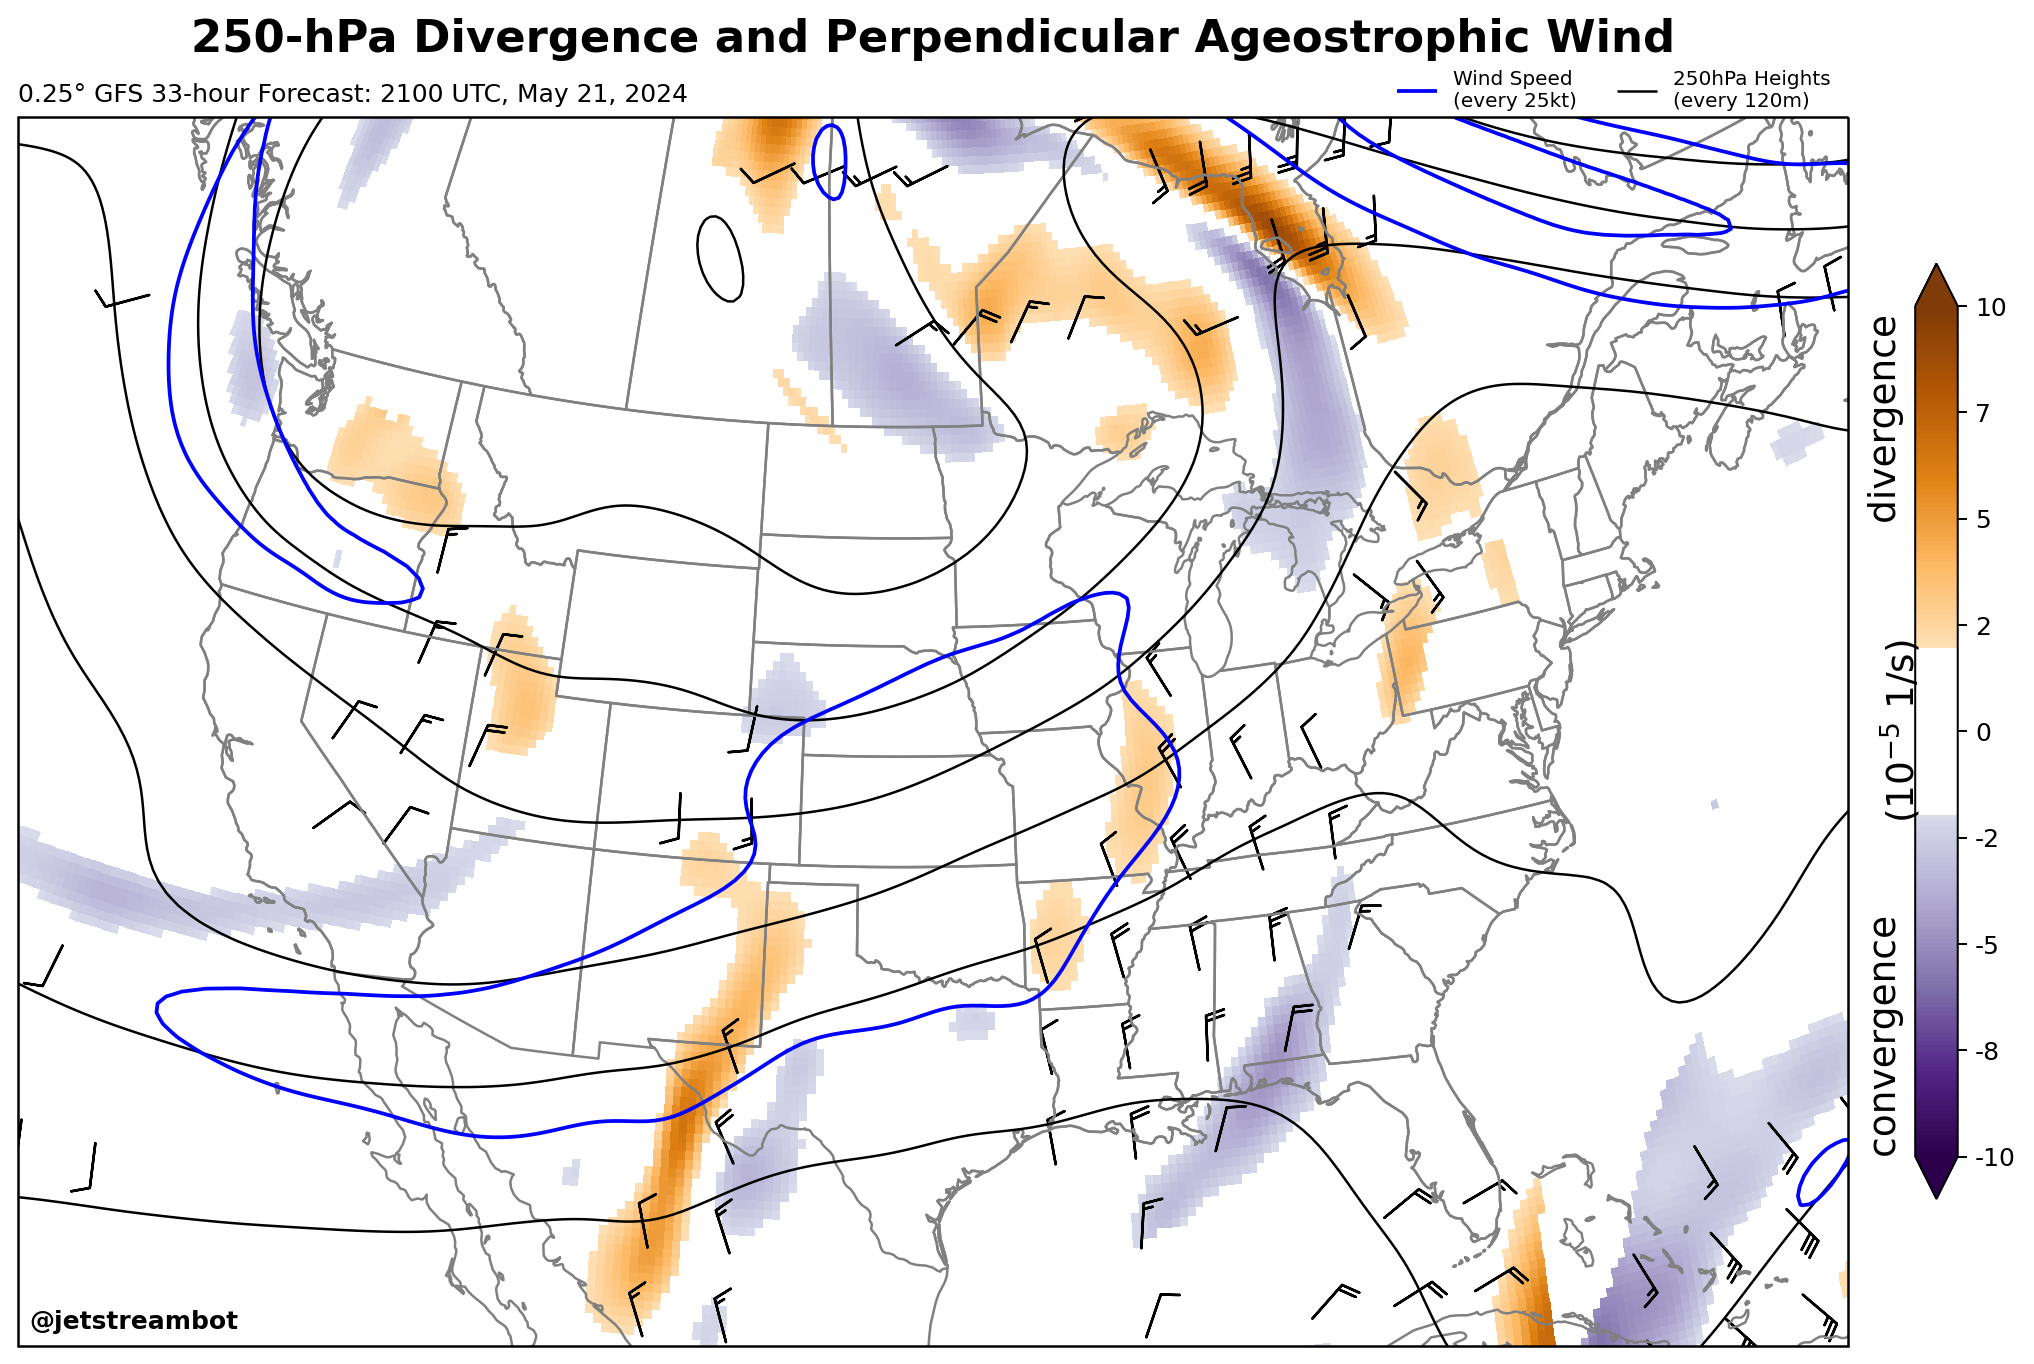 250-hPa Divergence and Perpendicular Ageostrophic Wind
0.25° GFS 33-hour Forecast: 2100 UTC, May 21, 2024
Wind Speed
(every 25kt)
250hPa Heights
(every 120m)
divergence
(10⁻⁵ 1/s)
convergence
10
7
5
2
0
-2
-5
-8
-10
@jetstreambot